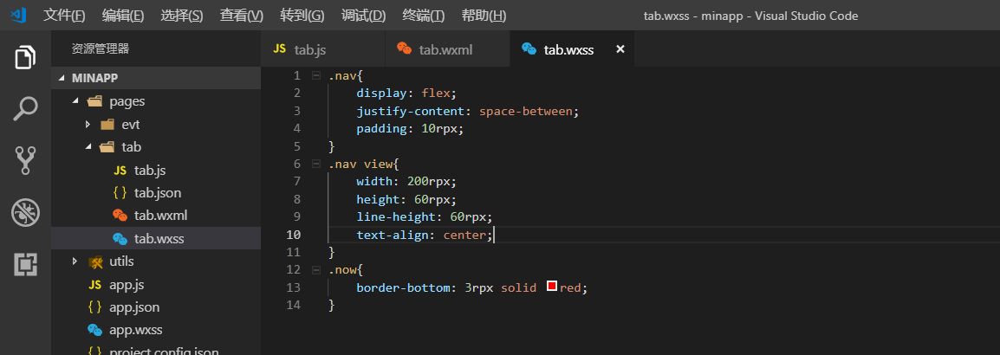 文件(F) 编辑(E) 选择(S) 查看(V) 转到(G) 调试(D) 终端(T) 帮助(H) tab.wxss - minapp - Visual Studio Code
资源管理器
MINAPP
pages
evt
tab
JS tab.js
{ } tab.json
tab.wxml
tab.wxss
utils
JS app.js
{ } app.json
app.wxss
{ } project.config.json
JS tab.js tab.wxml tab.wxss ×
1 .nav{
2 display: flex;
3 justify-content: space-between;
4 padding: 10rpx;
5 }
6 .nav view{
7 width: 200rpx;
8 height: 60rpx;
9 line-height: 60rpx;
10 text-align: center;
11 }
12 .now{
13 border-bottom: 3rpx solid red;
14 }